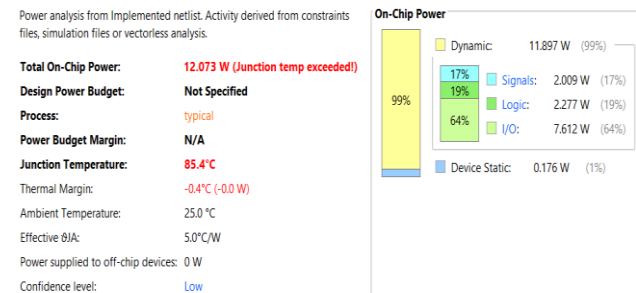 Power analysis from Implemented netlist. Activity derived from constraints
files, simulation files or vectorless analysis.
Total On-Chip Power: 12.073 W (Junction temp exceeded!)
Design Power Budget: Not Specified
Process: typical
Power Budget Margin: N/A
Junction Temperature: 85.4°C
Thermal Margin: -0.4°C (-0.0 W)
Ambient Temperature: 25.0 °C
Effective ϑJA: 5.0°C/W
Power supplied to off-chip devices: 0 W
Confidence level: Low
On-Chip Power
99%
Dynamic: 11.897 W (99%)
17% Signals: 2.009 W (17%)
19% Logic: 2.277 W (19%)
64% I/O: 7.612 W (64%)
Device Static: 0.176 W (1%)